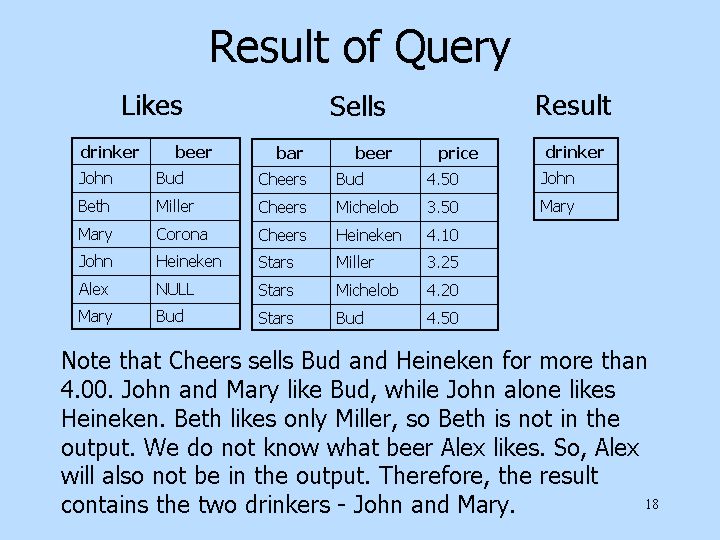 Result of Query
Likes Sells Result
drinker beer bar beer price drinker
John Bud Cheers Bud 4.50 John
Beth Miller Cheers Michelob 3.50 Mary
Mary Corona Cheers Heineken 4.10
John Heineken Stars Miller 3.25
Alex NULL Stars Michelob 4.20
Mary Bud Stars Bud 4.50
Note that Cheers sells Bud and Heineken for more than
4.00. John and Mary like Bud, while John alone likes
Heineken. Beth likes only Miller, so Beth is not in the
output. We do not know what beer Alex likes. So, Alex
will also not be in the output. Therefore, the result
contains the two drinkers - John and Mary.
18